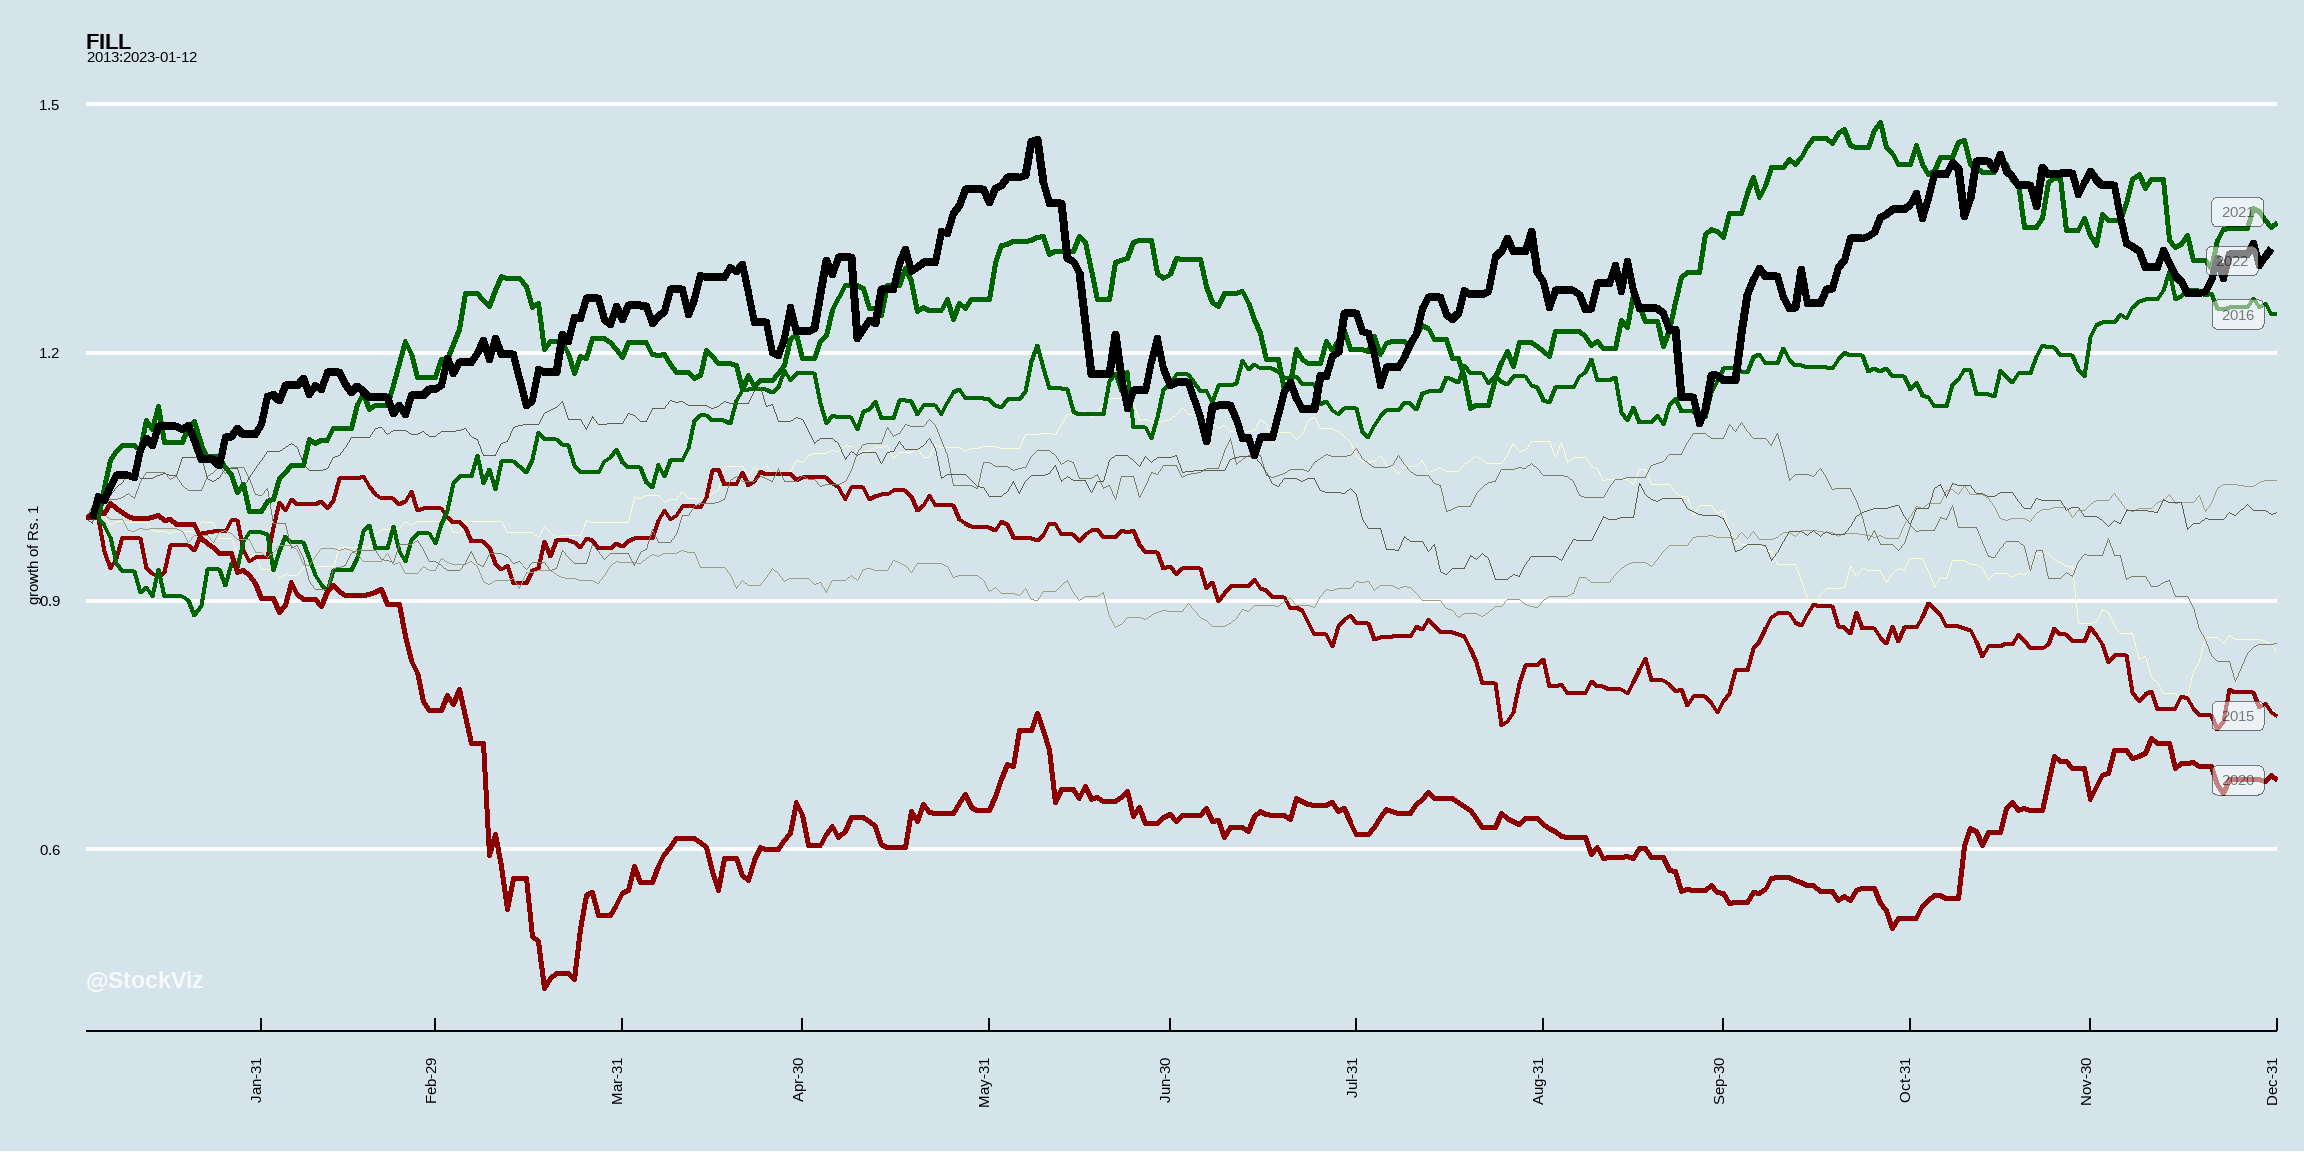 FILL
2013:2023-01-12
1.5
1.2
0.9
0.6
growth of Rs. 1
2021
2022
2016
2015
2020
@StockViz
Jan-31
Feb-29
Mar-31
Apr-30
May-31
Jun-30
Jul-31
Aug-31
Sep-30
Oct-31
Nov-30
Dec-31